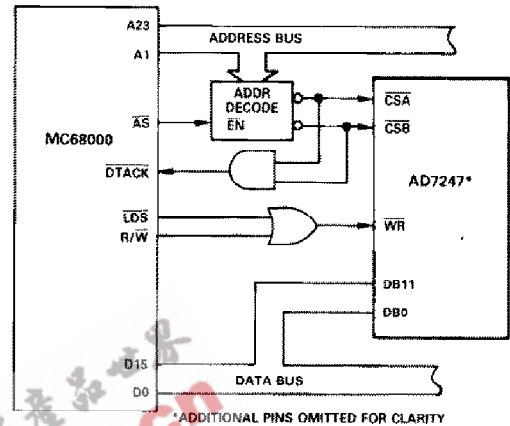 A23
ADDRESS BUS
A1
ADDR
DECODE
EN
CSA
CSB
AS
MC68000
DTACK
AD7247*
LDS
R/W
WR
DB11
DB0
D15
DATA BUS
D0
*ADDITIONAL PINS OMITTED FOR CLARITY